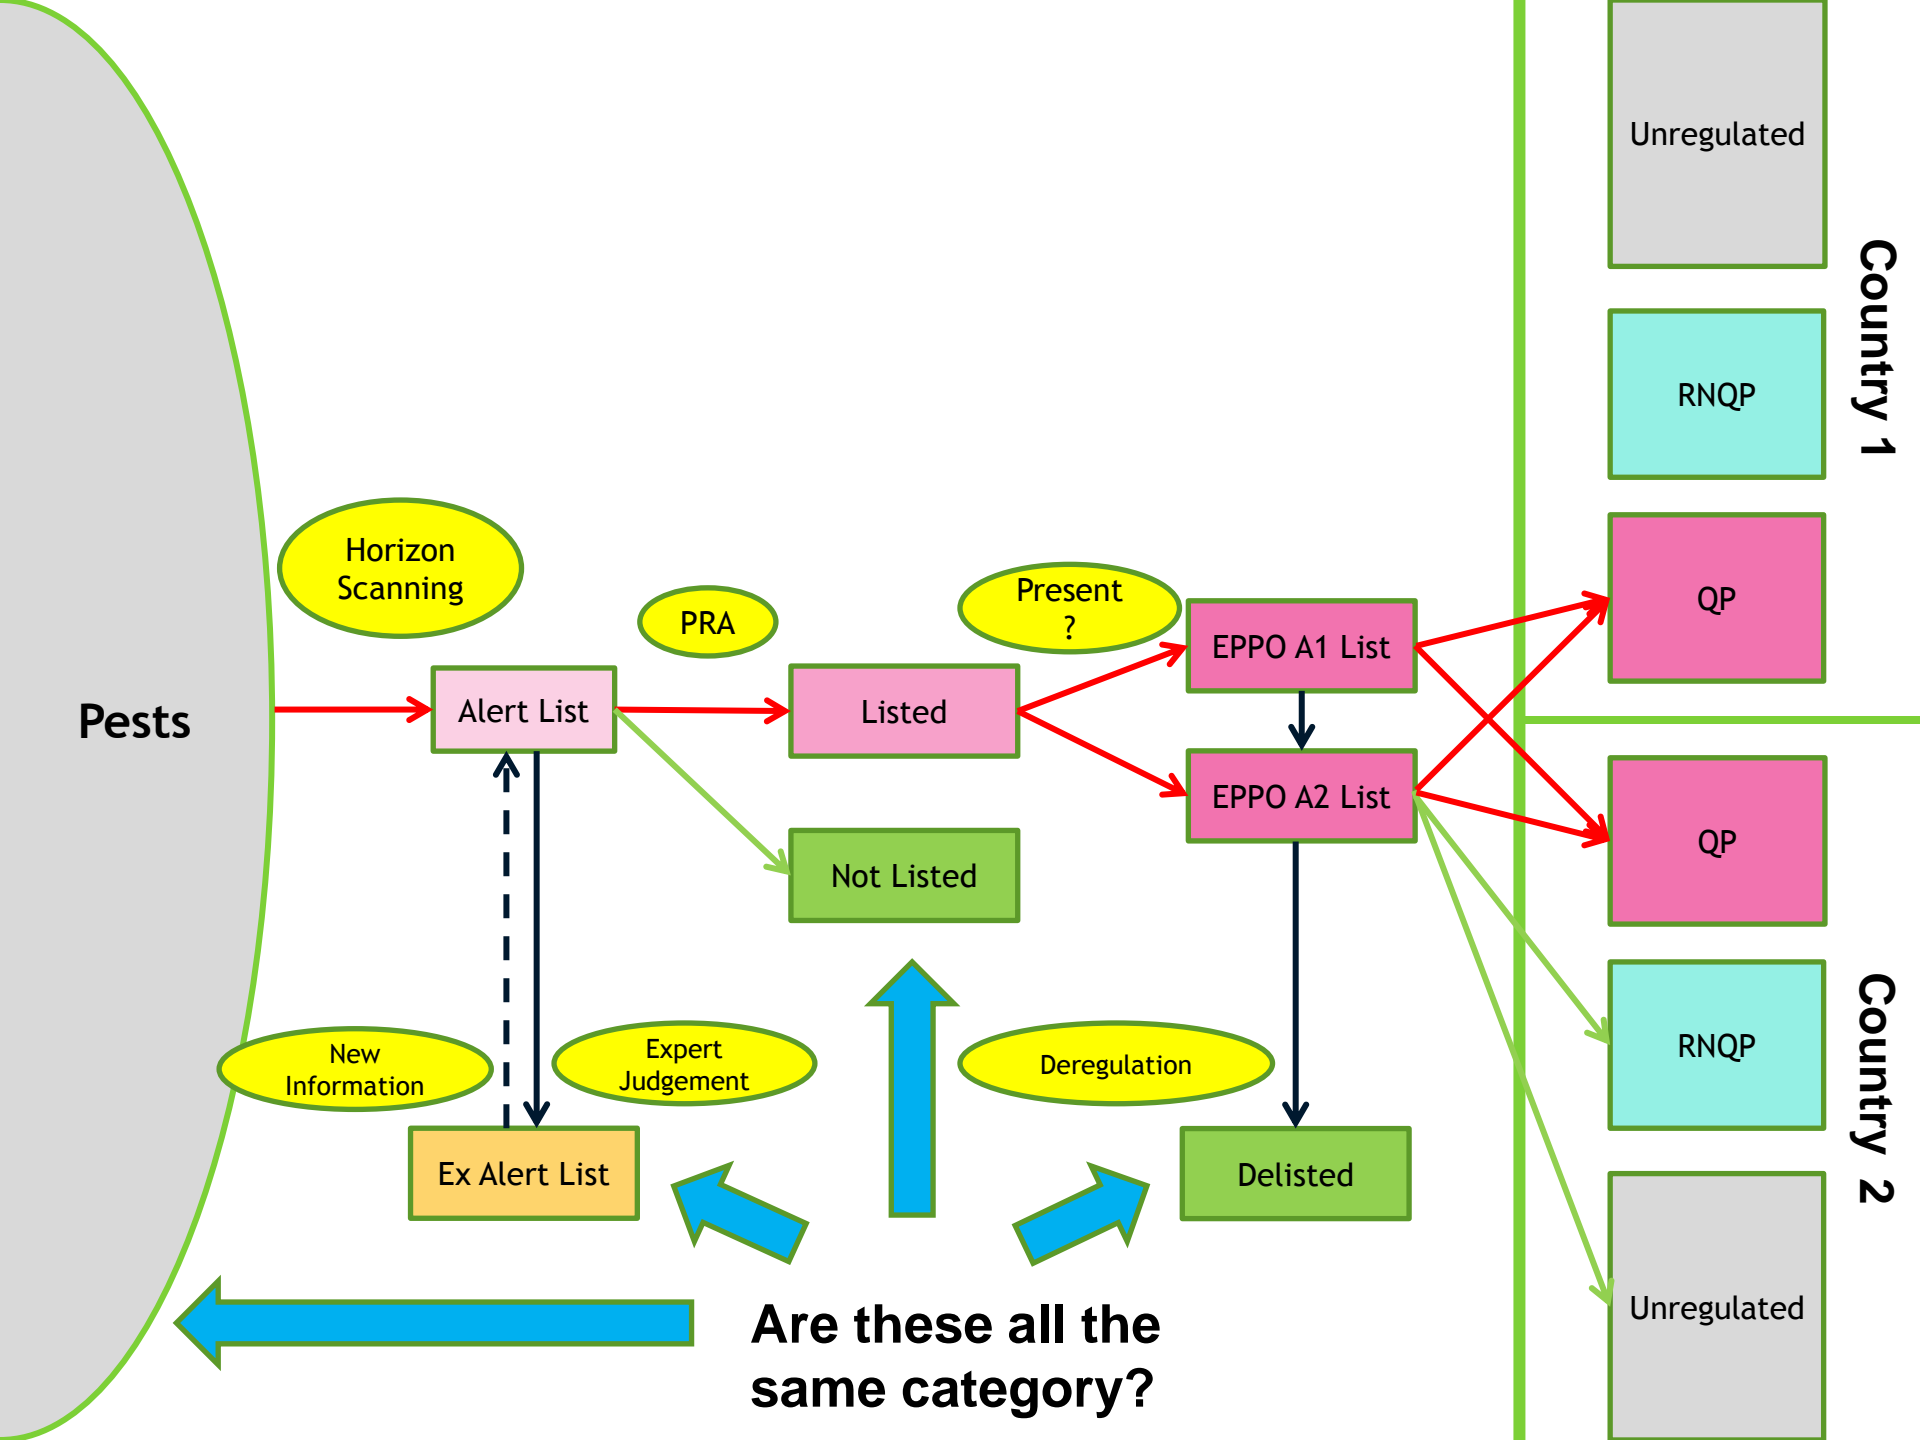 Unregulated
Country 1
RNQP
Horizon
Scanning
PRA
Present
?
QP
EPPO A1 List
Pests
Alert List
Listed
EPPO A2 List
QP
Not Listed
Country 2
RNQP
New
Information
Expert
Judgement
Deregulation
Ex Alert List
Delisted
Unregulated
Are these all the
same category?